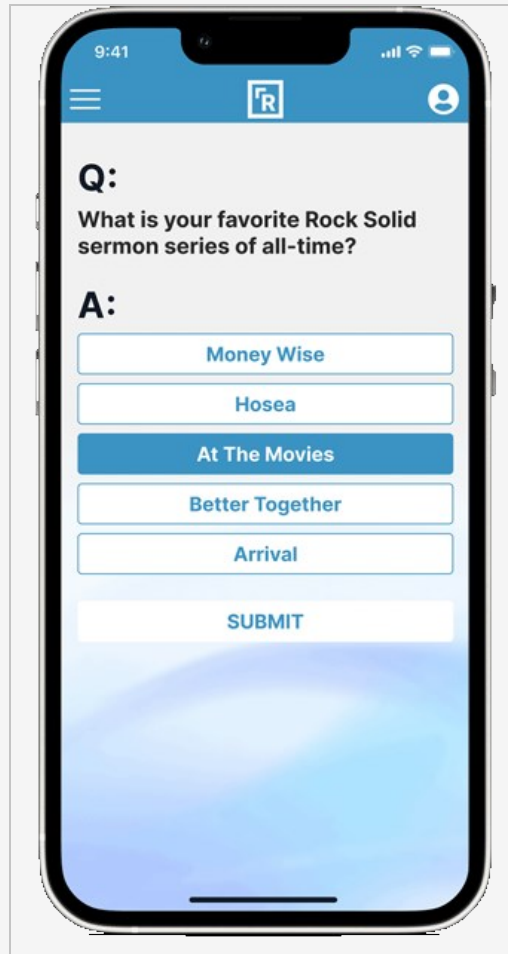 9:41
R
Q:
What is your favorite Rock Solid
sermon series of all-time?
A:
Money Wise
Hosea
At The Movies
Better Together
Arrival
SUBMIT